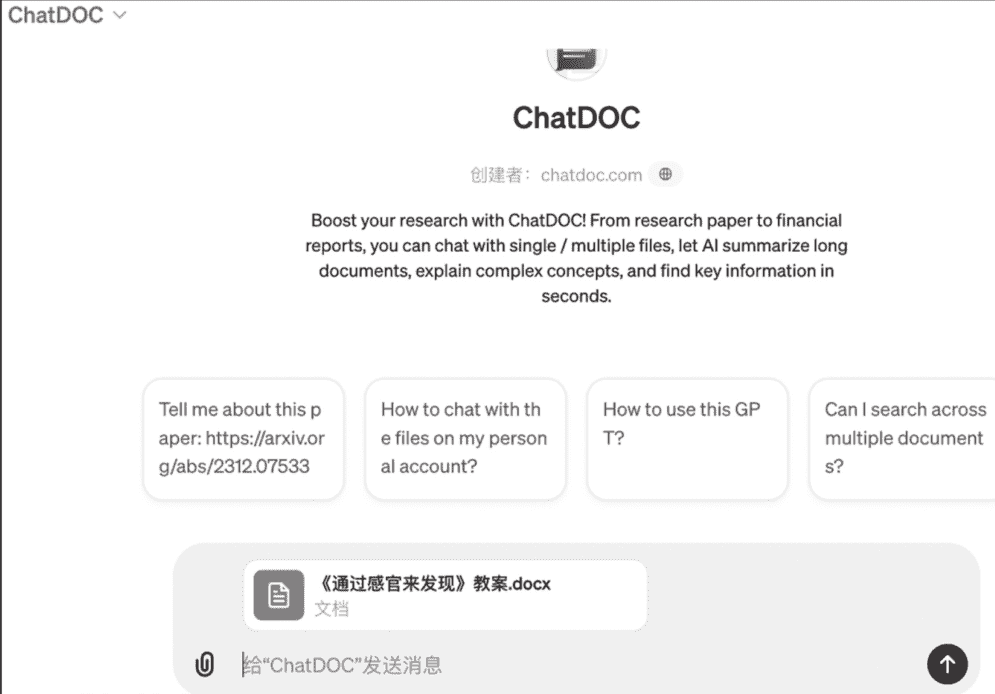 ChatDOC
ChatDOC
创建者： chatdoc.com
Boost your research with ChatDOC! From research paper to financial
reports, you can chat with single / multiple files, let AI summarize long
documents, explain complex concepts, and find key information in
seconds.
Tell me about this p
aper: https://arxiv.or
g/abs/2312.07533
How to chat with th
e files on my person
al account?
How to use this GP
T?
Can I search across
multiple document
s?
《通过感官来发现》教案.docx
文档
给“ChatDOC”发送消息